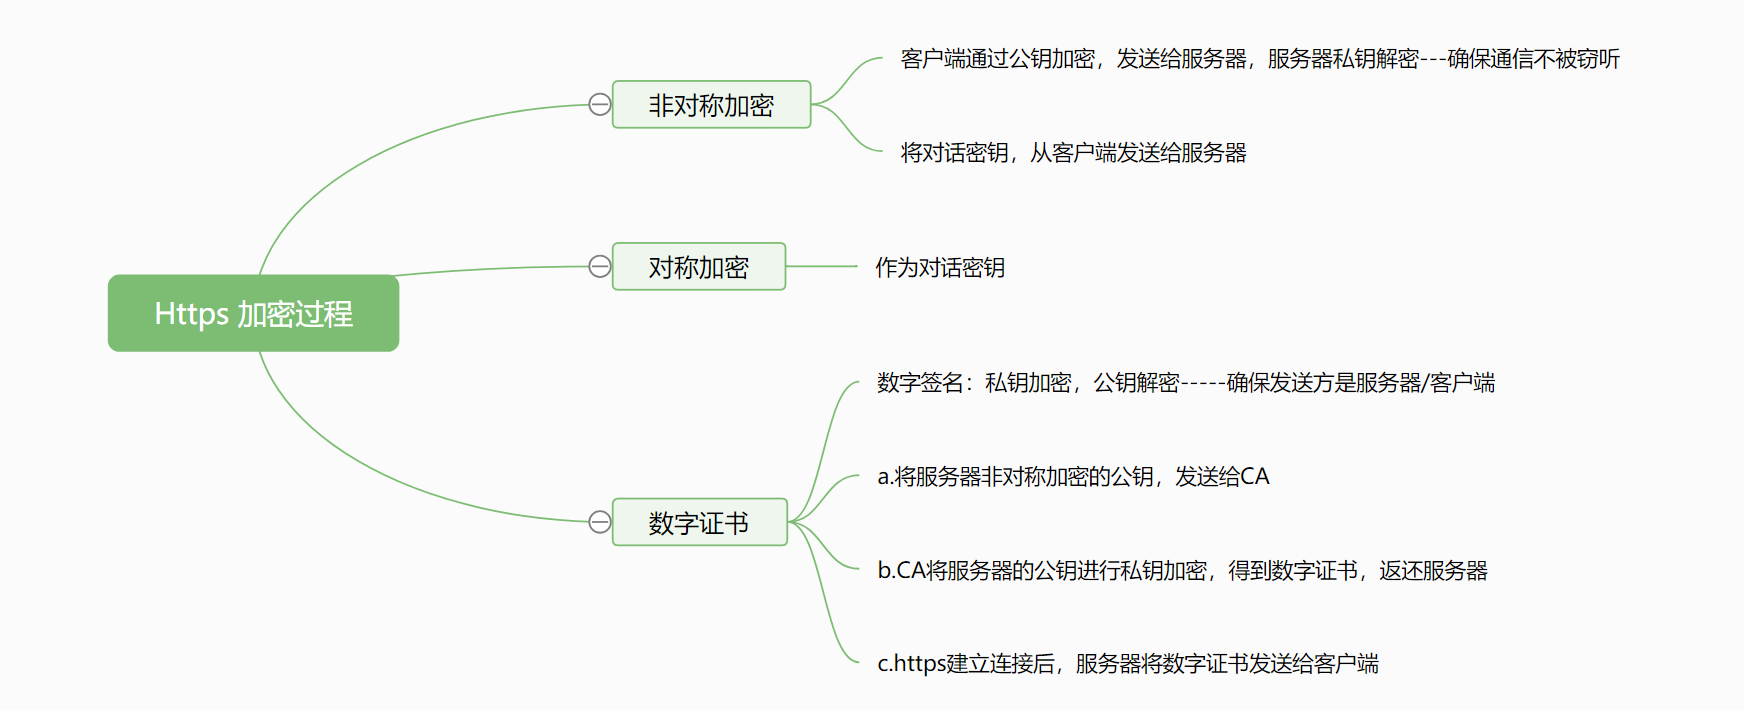 Https 加密过程
非对称加密
客户端通过公钥加密，发送给服务器，服务器私钥解密---确保通信不被窃听
将对话密钥，从客户端发送给服务器
对称加密
作为对话密钥
数字证书
数字签名：私钥加密，公钥解密-----确保发送方是服务器/客户端
a.将服务器非对称加密的公钥，发送给CA
b.CA将服务器的公钥进行私钥加密，得到数字证书，返还服务器
c.https建立连接后，服务器将数字证书发送给客户端